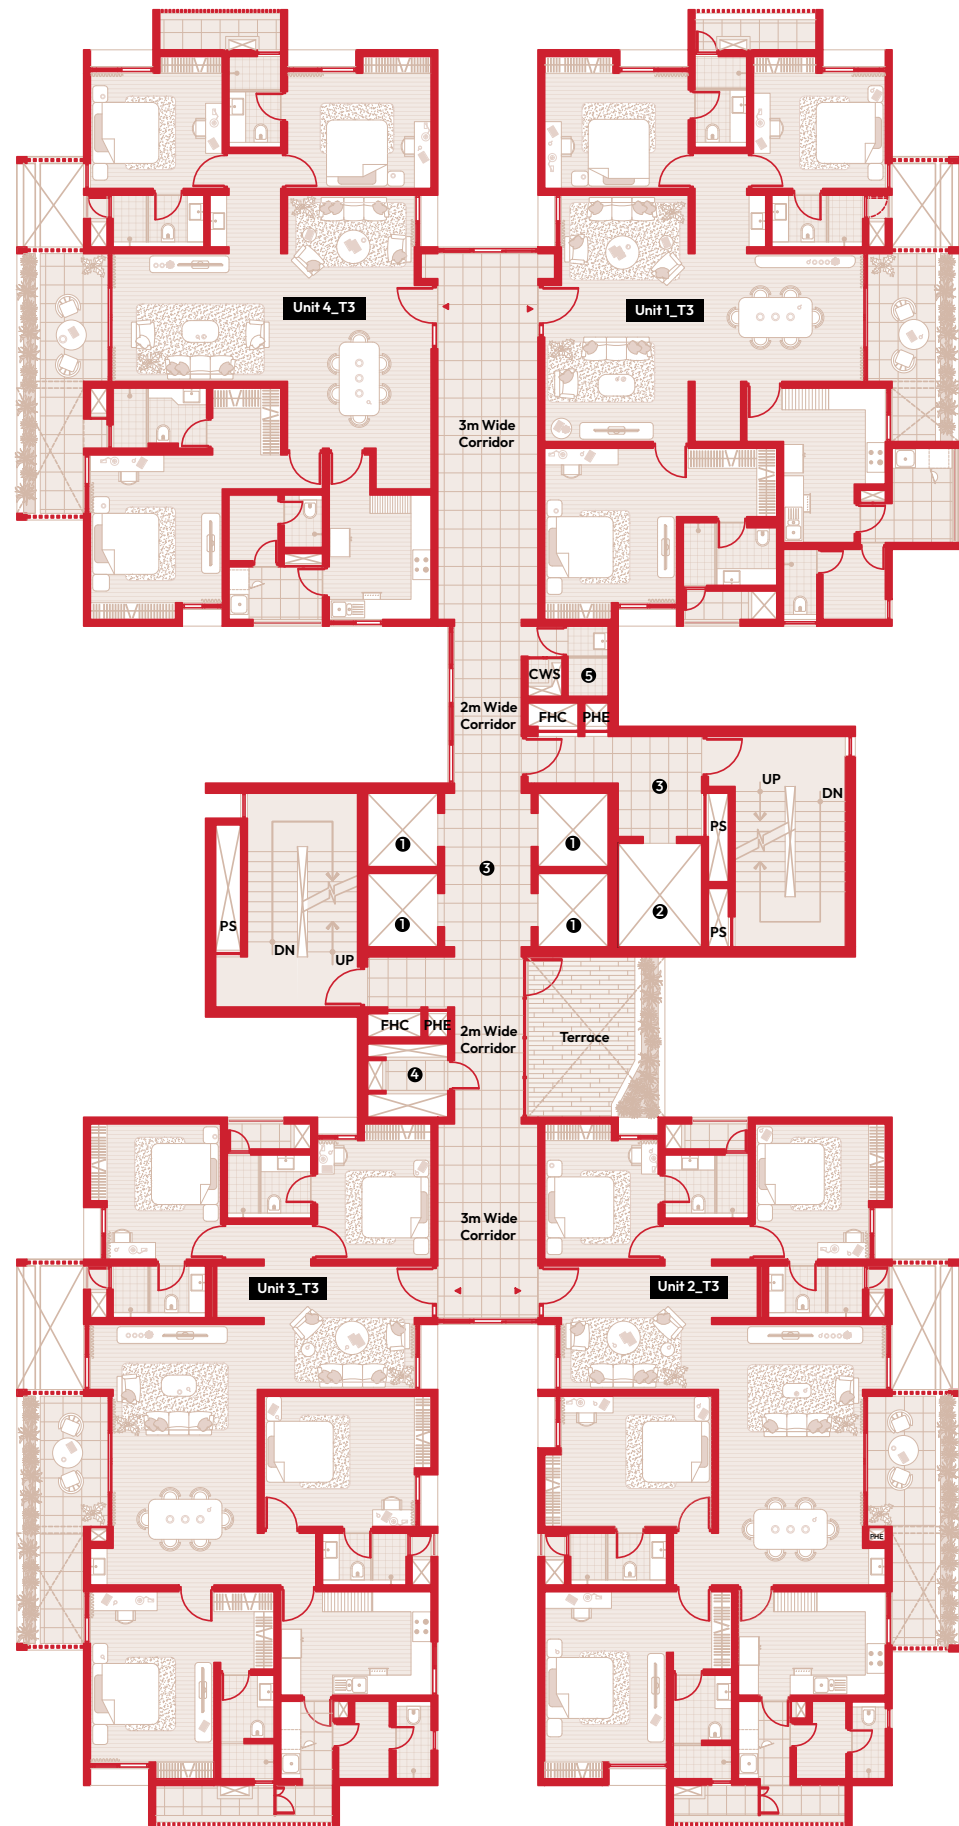 Unit 4_T3
Unit 1_T3
3m Wide
Corridor
CWS
5
2m Wide
Corridor
FHC
PHE
3
UP
DN
PS
1
1
3
1
1
2
PS
PS
DN
UP
FHC
PHE
2m Wide
Corridor
Terrace
4
3m Wide
Corridor
Unit 3_T3
Unit 2_T3
PHE